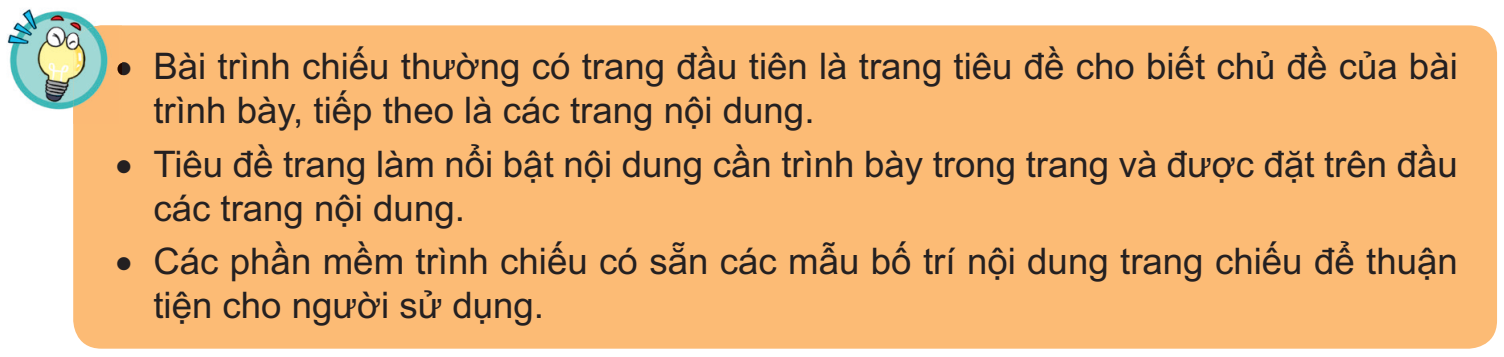 • Bài trình chiếu thường có trang đầu tiên là trang tiêu đề cho biết chủ đề của bài
trình bày, tiếp theo là các trang nội dung.
• Tiêu đề trang làm nổi bật nội dung cần trình bày trong trang và được đặt trên đầu
các trang nội dung.
• Các phần mềm trình chiếu có sẵn các mẫu bố trí nội dung trang chiếu để thuận
tiện cho người sử dụng.